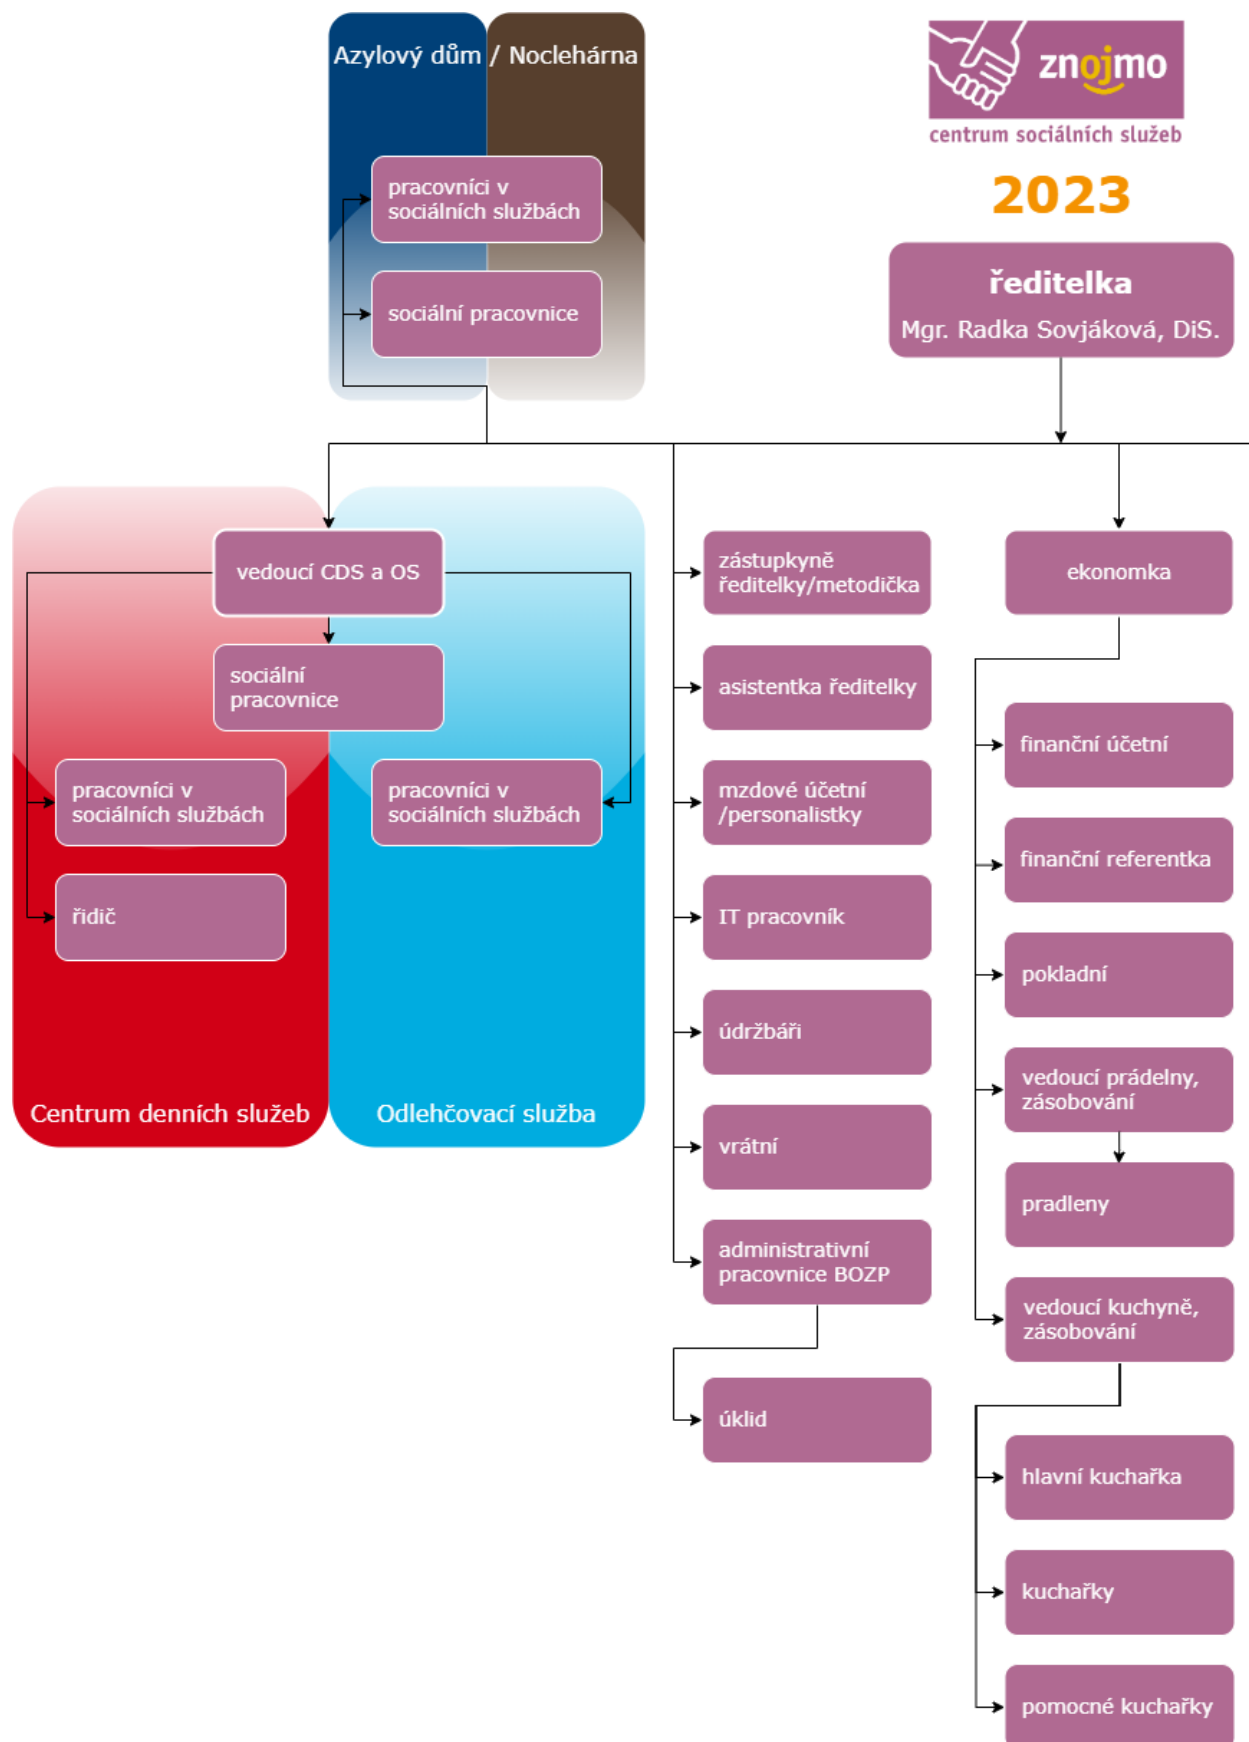 Azylový dům / Noclehárna
pracovníci v
sociálních službách
sociální pracovnice
znojmo
centrum sociálních služeb
2023
ředitelka
Mgr. Radka Sovjáková, DiS.
vedoucí CDS a OS
sociální
pracovnice
pracovníci v
sociálních službách
řidič
Centrum denních služeb
pracovníci v
sociálních službách
Odlehčovací služba
zástupkyně
ředitelky/metodička
asistentka ředitelky
mzdové účetní
/personalistky
IT pracovník
údržbáři
vrátní
administrativní
pracovnice BOZP
úklid
ekonomka
finanční účetní
finanční referentka
pokladní
vedoucí prádelny,
zásobování
pradleny
vedoucí kuchyně,
zásobování
hlavní kuchařka
kuchařky
pomocné kuchařky